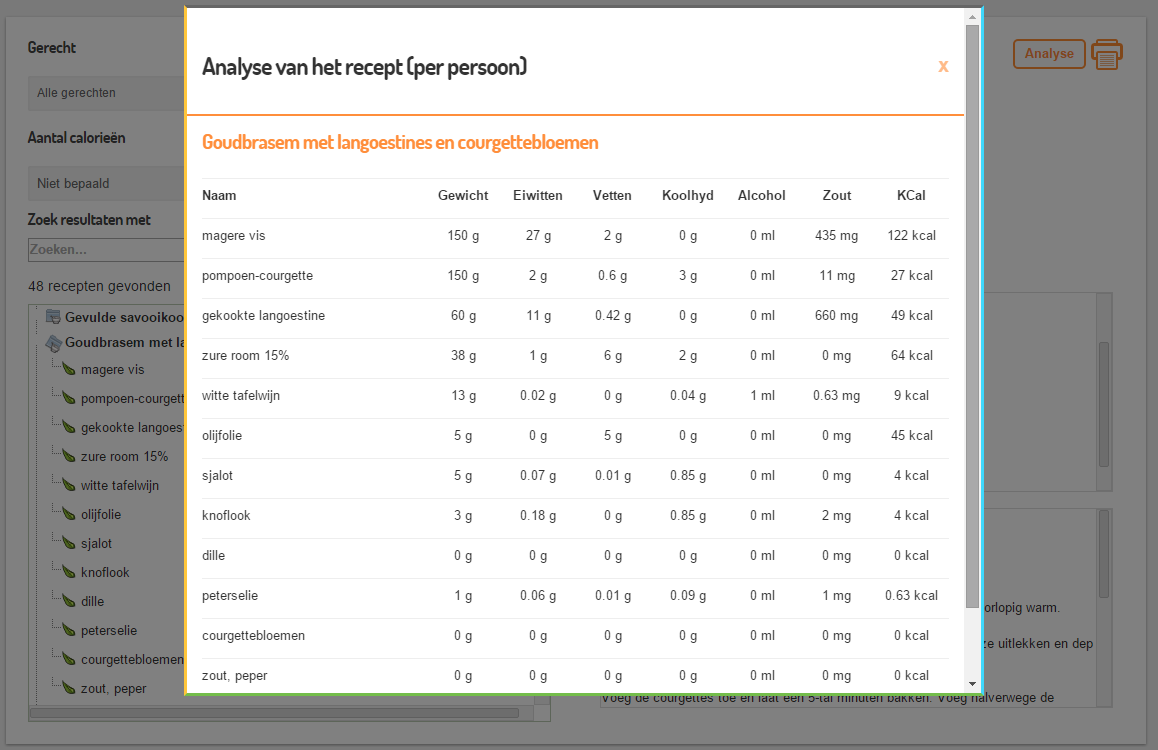 Gerecht
Alle gerechten
Aantal calorieën
Niet bepaald
Zoek resultaten met
Zoeken...
48 recepten gevonden
Gevulde savooikoo
Goudbrasem met la
magere vis
pompoen-courgett
gekookte langoest
zure room 15%
witte tafelwijn
olijfolie
sjalot
knoflook
dille
peterselie
courgettebloemen
zout, peper
Analyse van het recept (per persoon)
x
Goudbrasem met langoestines en courgettebloemen
Naam Gewicht Eiwitten Vetten Koolhyd Alcohol Zout KCal
magere vis 150 g 27 g 2 g 0 g 0 ml 435 mg 122 kcal
pompoen-courgette 150 g 2 g 0.6 g 3 g 0 ml 11 mg 27 kcal
gekookte langoestine 60 g 11 g 0.42 g 0 g 0 ml 660 mg 49 kcal
zure room 15% 38 g 1 g 6 g 2 g 0 ml 0 mg 64 kcal
witte tafelwijn 13 g 0.02 g 0 g 0.04 g 1 ml 0.63 mg 9 kcal
olijfolie 5 g 0 g 5 g 0 g 0 ml 0 mg 45 kcal
sjalot 5 g 0.07 g 0.01 g 0.85 g 0 ml 0 mg 4 kcal
knoflook 3 g 0.18 g 0 g 0.85 g 0 ml 2 mg 4 kcal
dille 0 g 0 g 0 g 0 g 0 ml 0 mg 0 kcal
peterselie 1 g 0.06 g 0.01 g 0.09 g 0 ml 1 mg 0.63 kcal
courgettebloemen 0 g 0 g 0 g 0 g 0 ml 0 mg 0 kcal
zout, peper 0 g 0 g 0 g 0 g 0 ml 0 mg 0 kcal
Analyse
orlopig warm.
ze uitlekken en dep
Voeg de courgettes toe en laat een 5-tal minuten bakken. Voeg halverwege de